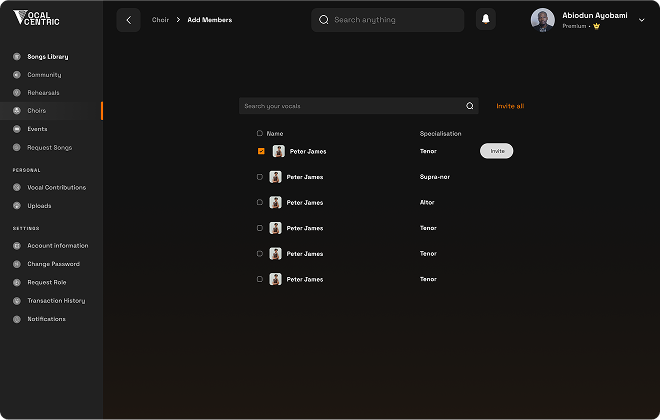 VOCAL
CENTRIC
Choir > Add Members
Search anything
Abiodun Ayobami
Premium •
Songs Library
Community
Rehearsals
Choirs
Events
Request Songs
PERSONAL
Vocal Contributions
Uploads
SETTINGS
Account information
Change Password
Request Role
Transaction History
Notifications
Search your vocals
Invite all
Name Specialisation
Peter James Tenor Invite
Peter James Supra-nor
Peter James Altor
Peter James Tenor
Peter James Tenor
Peter James Tenor